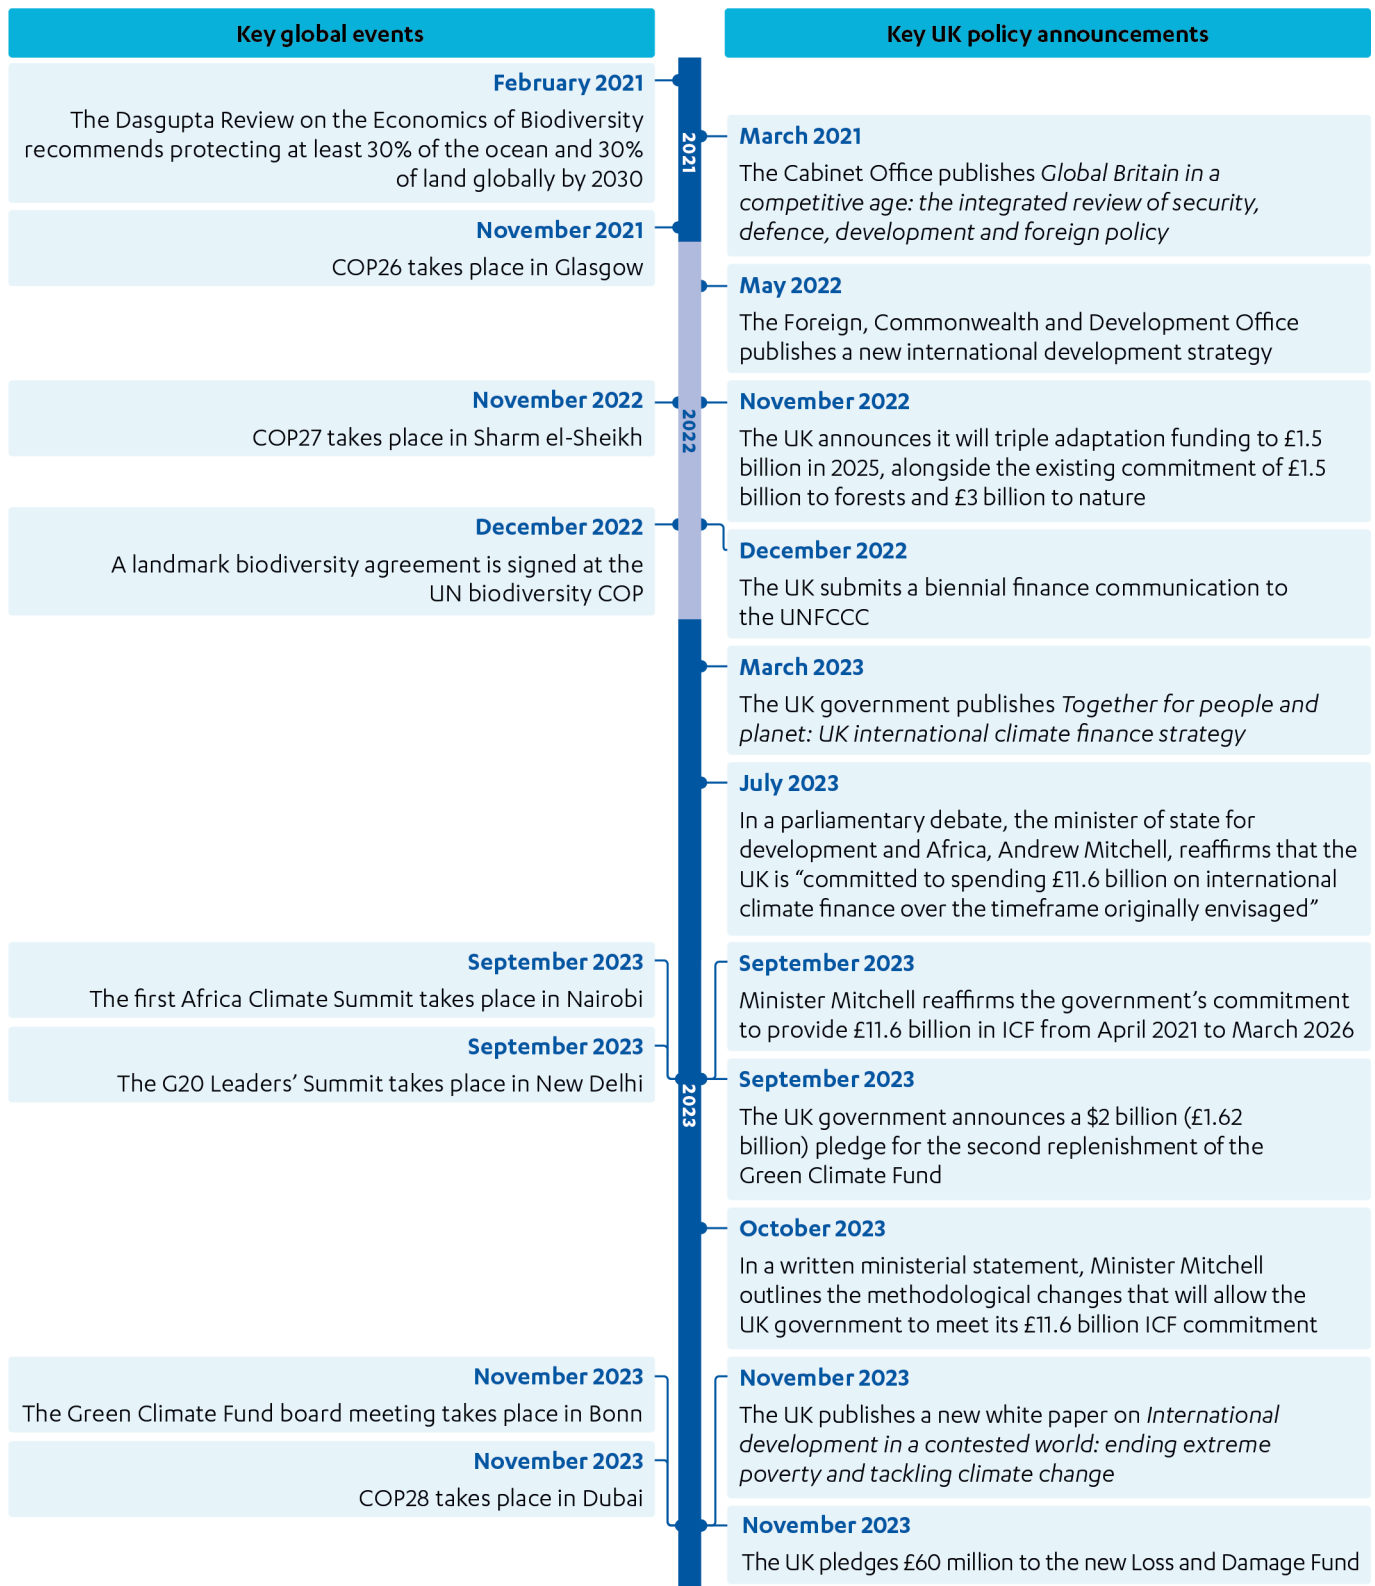 Key global events
Key UK policy announcements
February 2021
The Dasgupta Review on the Economics of Biodiversity
recommends protecting at least 30% of the ocean and 30%
of land globally by 2030
2021
March 2021
The Cabinet Office publishes Global Britain in a
competitive age: the integrated review of security,
defence, development and foreign policy
November 2021
COP26 takes place in Glasgow
May 2022
The Foreign, Commonwealth and Development Office
publishes a new international development strategy
November 2022
COP27 takes place in Sharm el-Sheikh
2022
November 2022
The UK announces it will triple adaptation funding to £1.5
billion in 2025, alongside the existing commitment of £1.5
billion to forests and £3 billion to nature
December 2022
A landmark biodiversity agreement is signed at the
UN biodiversity COP
December 2022
The UK submits a biennial finance communication to
the UNFCCC
March 2023
The UK government publishes Together for people and
planet: UK international climate finance strategy
July 2023
In a parliamentary debate, the minister of state for
development and Africa, Andrew Mitchell, reaffirms that the
UK is “committed to spending £11.6 billion on international
climate finance over the timeframe originally envisaged”
September 2023
The first Africa Climate Summit takes place in Nairobi
September 2023
Minister Mitchell reaffirms the government’s commitment
to provide £11.6 billion in ICF from April 2021 to March 2026
September 2023
The G20 Leaders’ Summit takes place in New Delhi
2023
September 2023
The UK government announces a $2 billion (£1.62
billion) pledge for the second replenishment of the
Green Climate Fund
October 2023
In a written ministerial statement, Minister Mitchell
outlines the methodological changes that will allow the
UK government to meet its £11.6 billion ICF commitment
November 2023
The Green Climate Fund board meeting takes place in Bonn
November 2023
The UK publishes a new white paper on International
development in a contested world: ending extreme
poverty and tackling climate change
November 2023
COP28 takes place in Dubai
November 2023
The UK pledges £60 million to the new Loss and Damage Fund